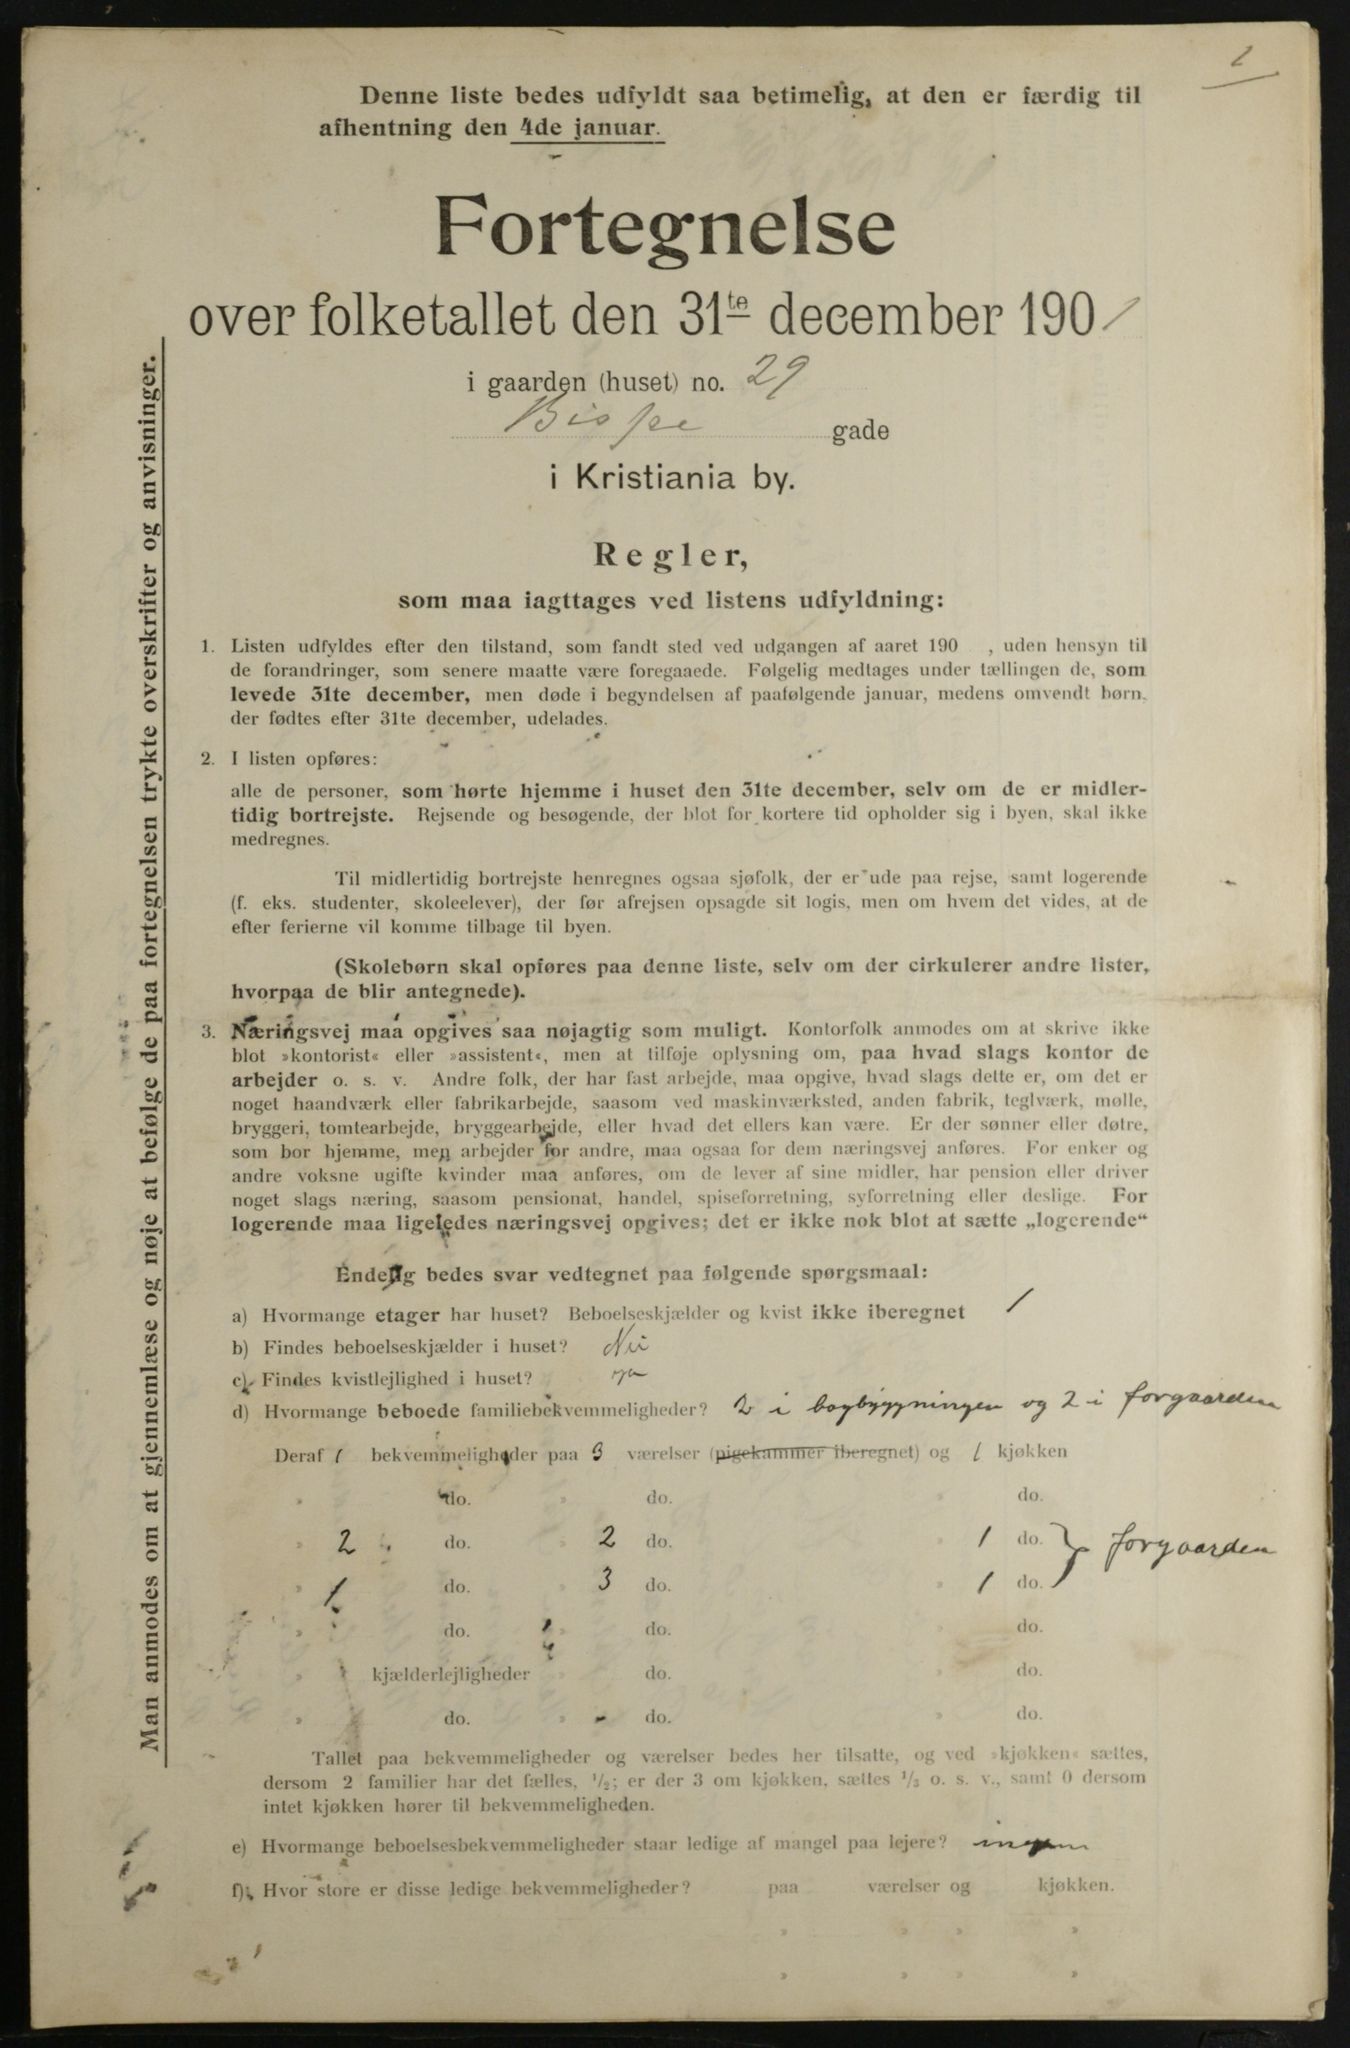 1
Denne liste bedes udfyldt saa betimelig, at den er færdig til
afhentning den 4de januar.
Fortegnelse
over folketallet den 31te december 1901
i gaarden (huset) no. 29
Bispe gade
i Kristiania by.
Regler,
som maa iagttages ved listens udfyldning:
1. Listen udfyldes efter den tilstand, som fandt sted ved udgangen af aaret 190 , uden hensyn til
de forandringer, som senere maatte være foregaaede. Følgelig medtages under tællingen de, som
levede 31te december, men døde i begyndelsen af paafølgende januar, medens omvendt børn,
der fødtes efter 31te december, udelades.
2. I listen opføres:
alle de personer, som hørte hjemme i huset den 31te december, selv om de er midler-
tidig bortrejste. Rejsende og besøgende, der blot for kortere tid opholder sig i byen, skal ikke
medregnes.
Til midlertidig bortrejste henregnes ogsaa sjøfolk, der er ude paa rejse, samt logerende
(f. eks. studenter, skoleelever), der før afrejsen opsagde sit logis, men om hvem det vides, at de
efter ferierne vil komme tilbage til byen.
(Skolebørn skal opføres paa denne liste, selv om der cirkulerer andre lister,
hvorpaa de blir antegnede).
3. Næringsvej maa opgives saa nøjagtig som muligt. Kontorfolk anmodes om at skrive ikke
blot »kontorist« eller »assistent«, men at tilføje oplysning om, paa hvad slags kontor de
arbejder o. s. v. Andre folk, der har fast arbejde, maa opgive, hvad slags dette er, om det er
noget haandværk eller fabrikarbejde, saasom ved maskinværksted, anden fabrik, teglværk, mølle,
bryggeri, tomtearbejde, bryggearbejde, eller hvad det ellers kan være. Er der sønner eller døtre,
som bor hjemme, men arbejder for andre, maa ogsaa for dem næringsvej anføres. For enker og
andre voksne ugifte kvinder maa anføres, om de lever af sine midler, har pension eller driver
noget slags næring, saasom pensionat, handel, spiseforretning, syforretning eller deslige. For
logerende maa ligeledes næringsvej opgives; det er ikke nok blot at sætte „logerende“
Endelig bedes svar vedtegnet paa følgende spørgsmaal:
a) Hvormange etager har huset? Beboelseskjælder og kvist ikke iberegnet 1
b) Findes beboelseskjælder i huset? Nei
c) Findes kvistlejlighed i huset? ja
d) Hvormange beboede familiebekvemmeligheder? 2 i bagbygningen og 2 i forgaarden
Deraf 1 bekvemmeligheder paa 3 værelser (pigekammer iberegnet) og 1 kjøkken
» do. » do. » do.
» 2 do. 2 do. » 1 do. } forgaarden
» 1 do. 3 do. » 1 do.
» do. » do. » do.
» kjælderlejligheder » do. » do.
» do. » do. » do.
Tallet paa bekvemmeligheder og værelser bedes her tilsatte, og ved »kjøkken« sættes,
dersom 2 familier har det fælles, 1/2; er der 3 om kjøkken, sættes 1/3 o. s. v., samt 0 dersom
intet kjøkken hører til bekvemmeligheden.
e) Hvormange beboelsesbekvemmeligheder staar ledige af mangel paa lejere? ingen
f) Hvor store er disse ledige bekvemmeligheder? paa værelser og kjøkken.
» » » »
» » » »
Man anmodes om at gjennemlæse og nøje at befølge de paa fortegnelsen trykte overskrifter og anvisninger.